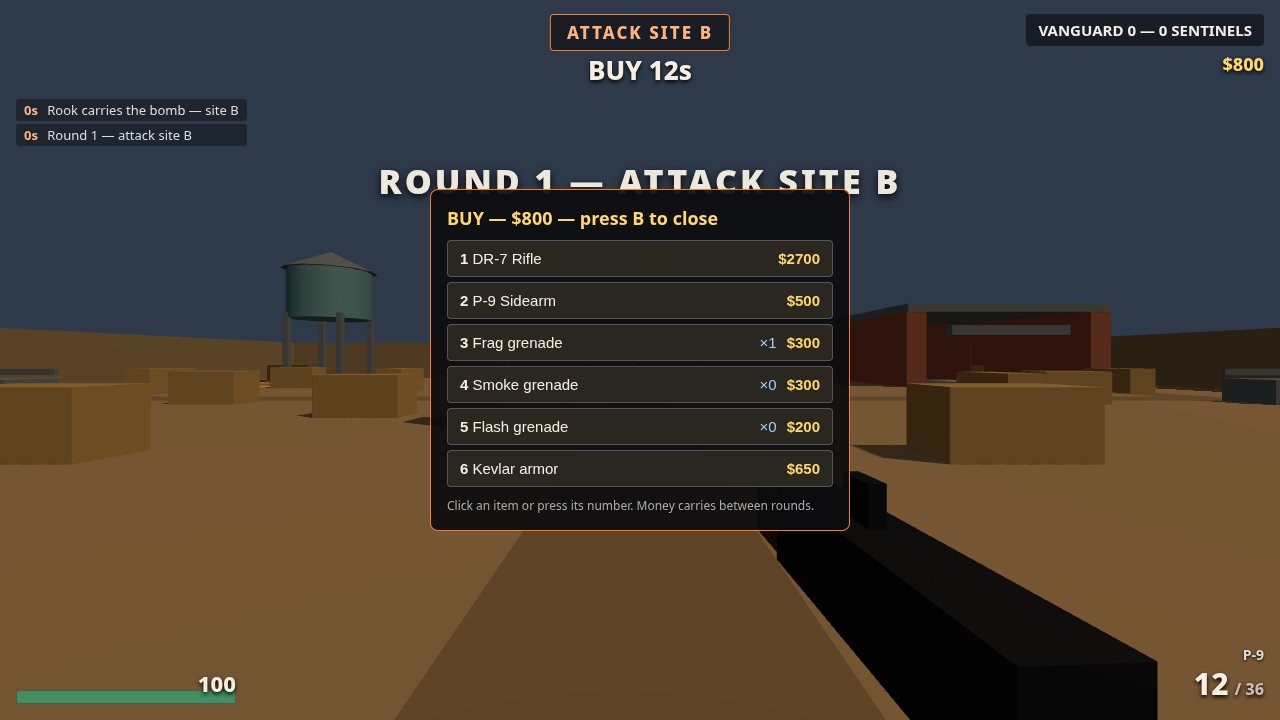 ATTACK SITE B
BUY 12s
VANGUARD 0 — 0 SENTINELS
$800
0s Rook carries the bomb — site B
0s Round 1 — attack site B
ROUND 1 — ATTACK SITE B
BUY — $800 — press B to close
1 DR-7 Rifle $2700
2 P-9 Sidearm $500
3 Frag grenade ×1 $300
4 Smoke grenade ×0 $300
5 Flash grenade ×0 $200
6 Kevlar armor $650
Click an item or press its number. Money carries between rounds.
100
P-9
12 / 36